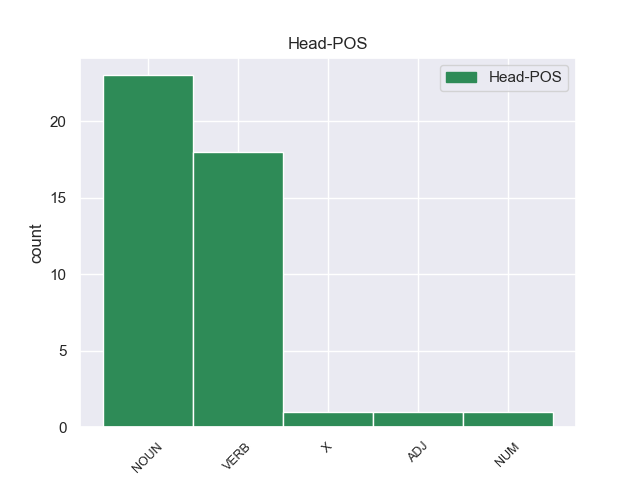 Head-POS
Head-POS
count
20
15
10
5
0
NOUN
VERB
X
ADJ
NUM